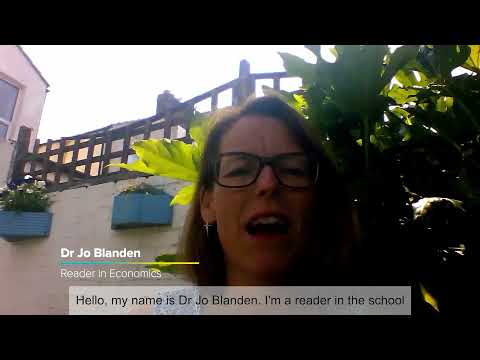 Dr Jo Blanden
Reader in Economics
Hello, my name is Dr Jo Blanden. I'm a reader in the school